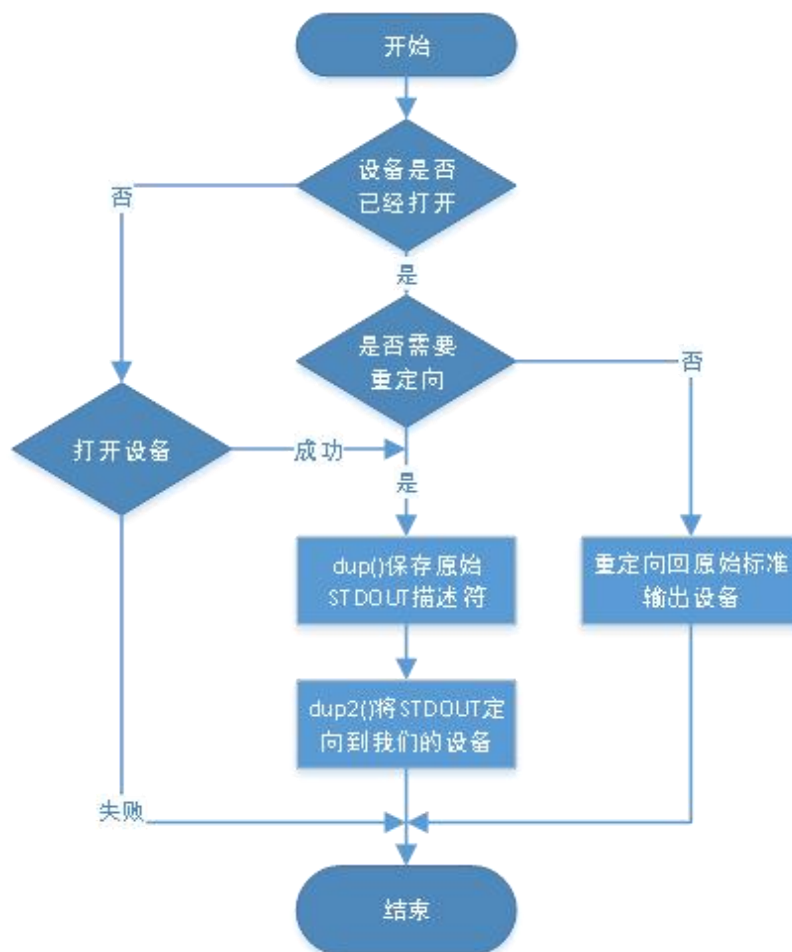 开始
设备是否
已经打开
否
是
是否需要
重定向
否
打开设备
成功
是
dup()保存原始
STDOUT描述符
重定向回原始标准
输出设备
dup2()将STDOUT定
向到我们的设备
失败
结束